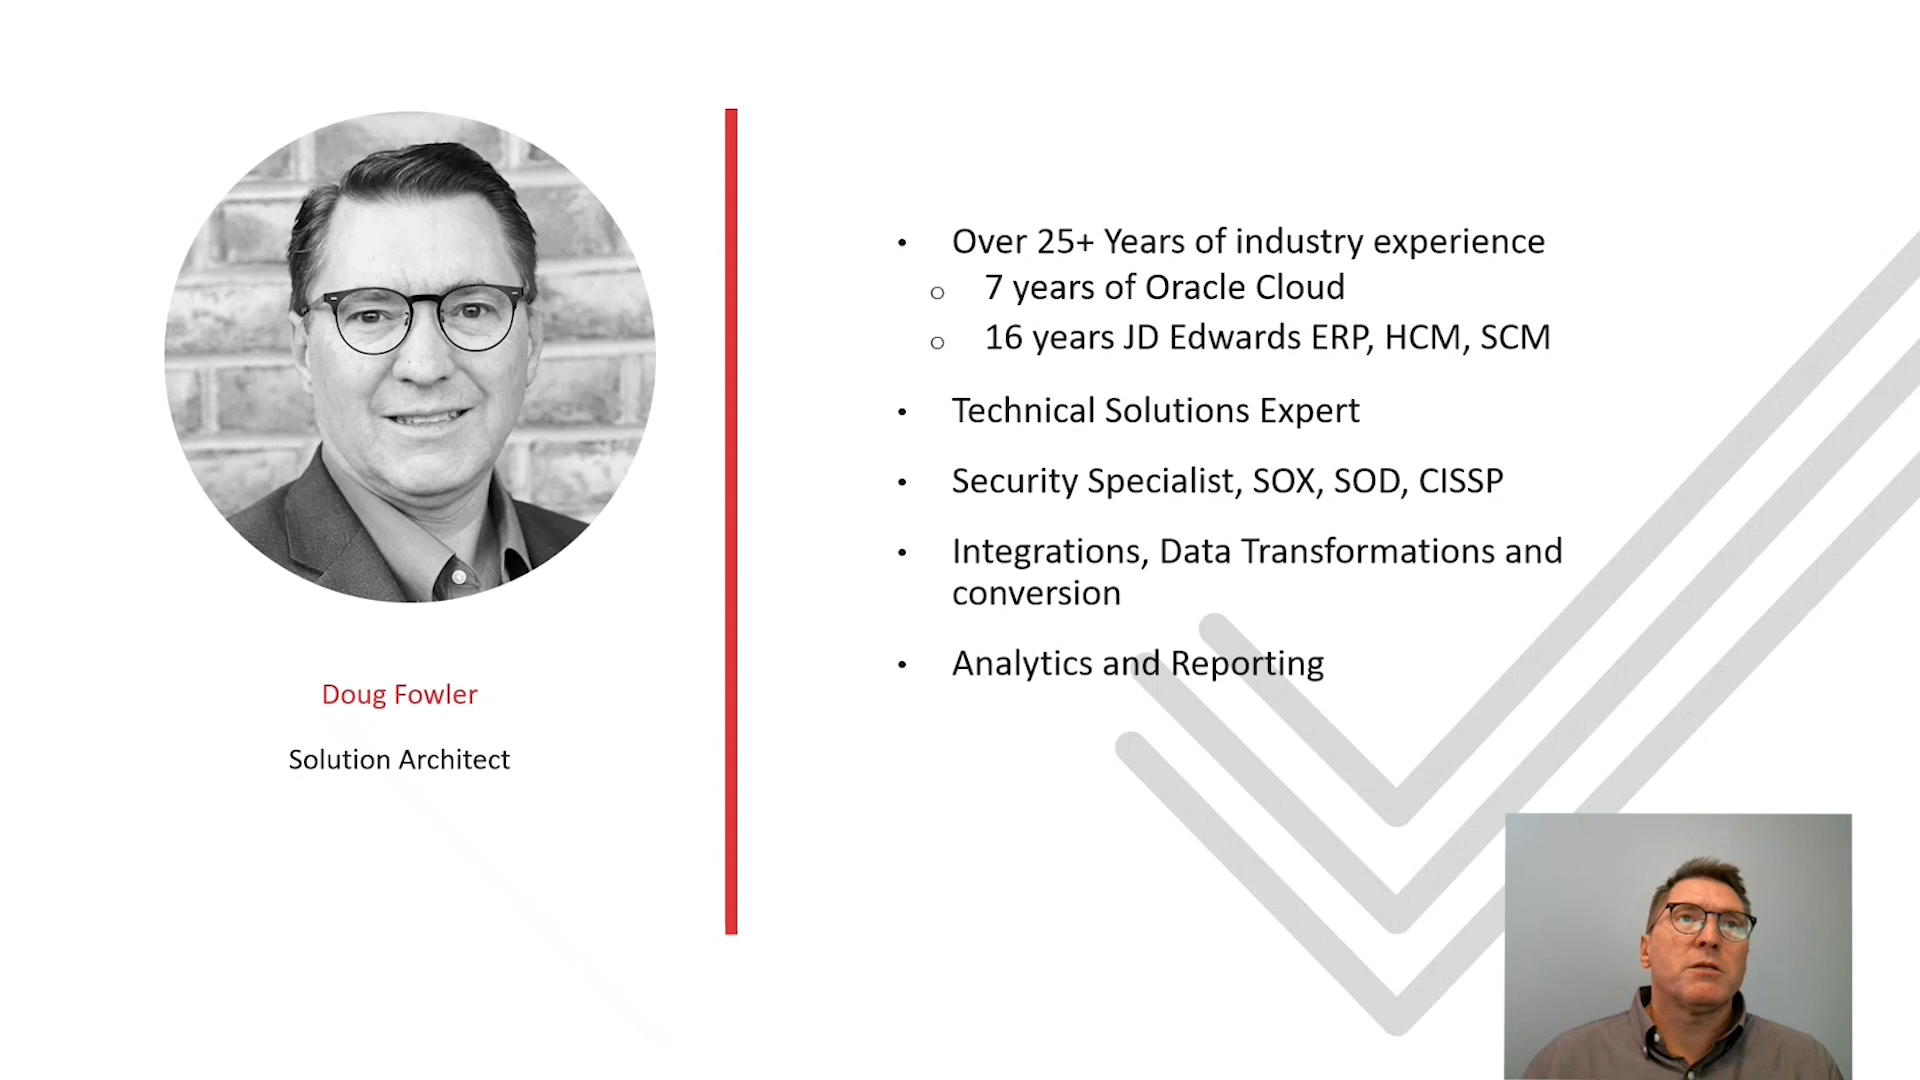 Doug Fowler
Solution Architect
• Over 25+ Years of industry experience
o 7 years of Oracle Cloud
o 16 years JD Edwards ERP, HCM, SCM
• Technical Solutions Expert
• Security Specialist, SOX, SOD, CISSP
• Integrations, Data Transformations and
conversion
• Analytics and Reporting